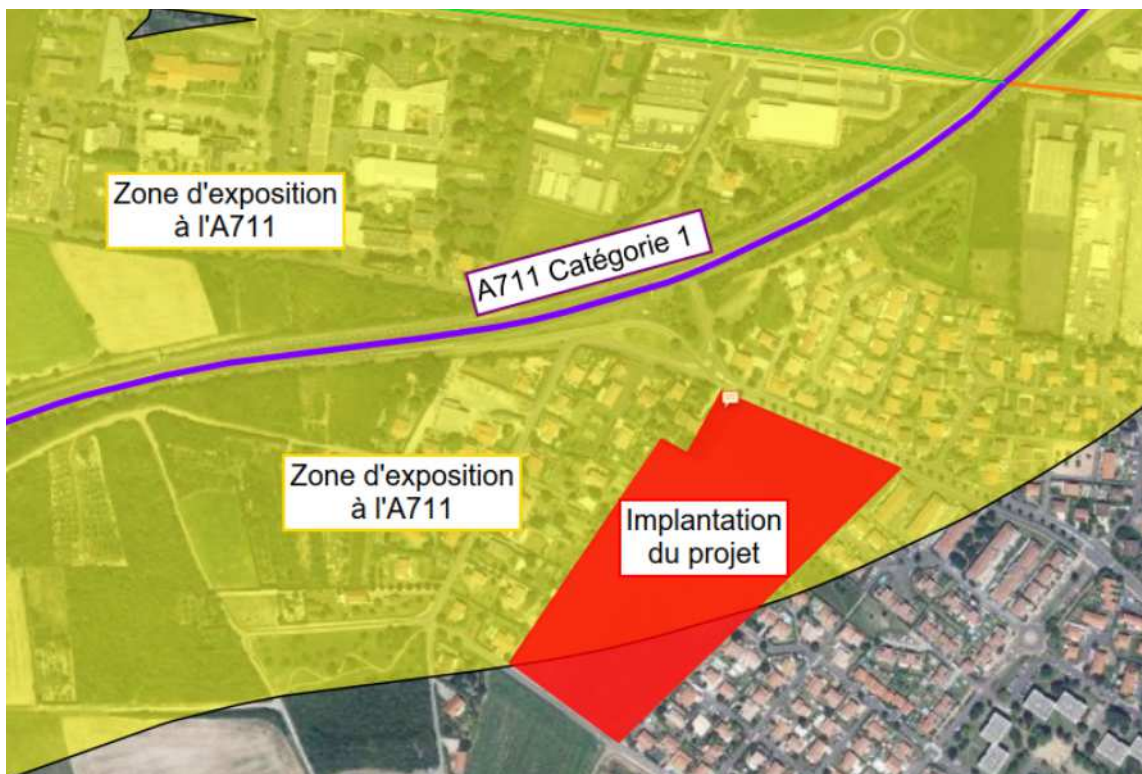 Zone d'exposition
à l'A711
A711 Catégorie 1
Zone d'exposition
à l'A711
Implantation
du projet